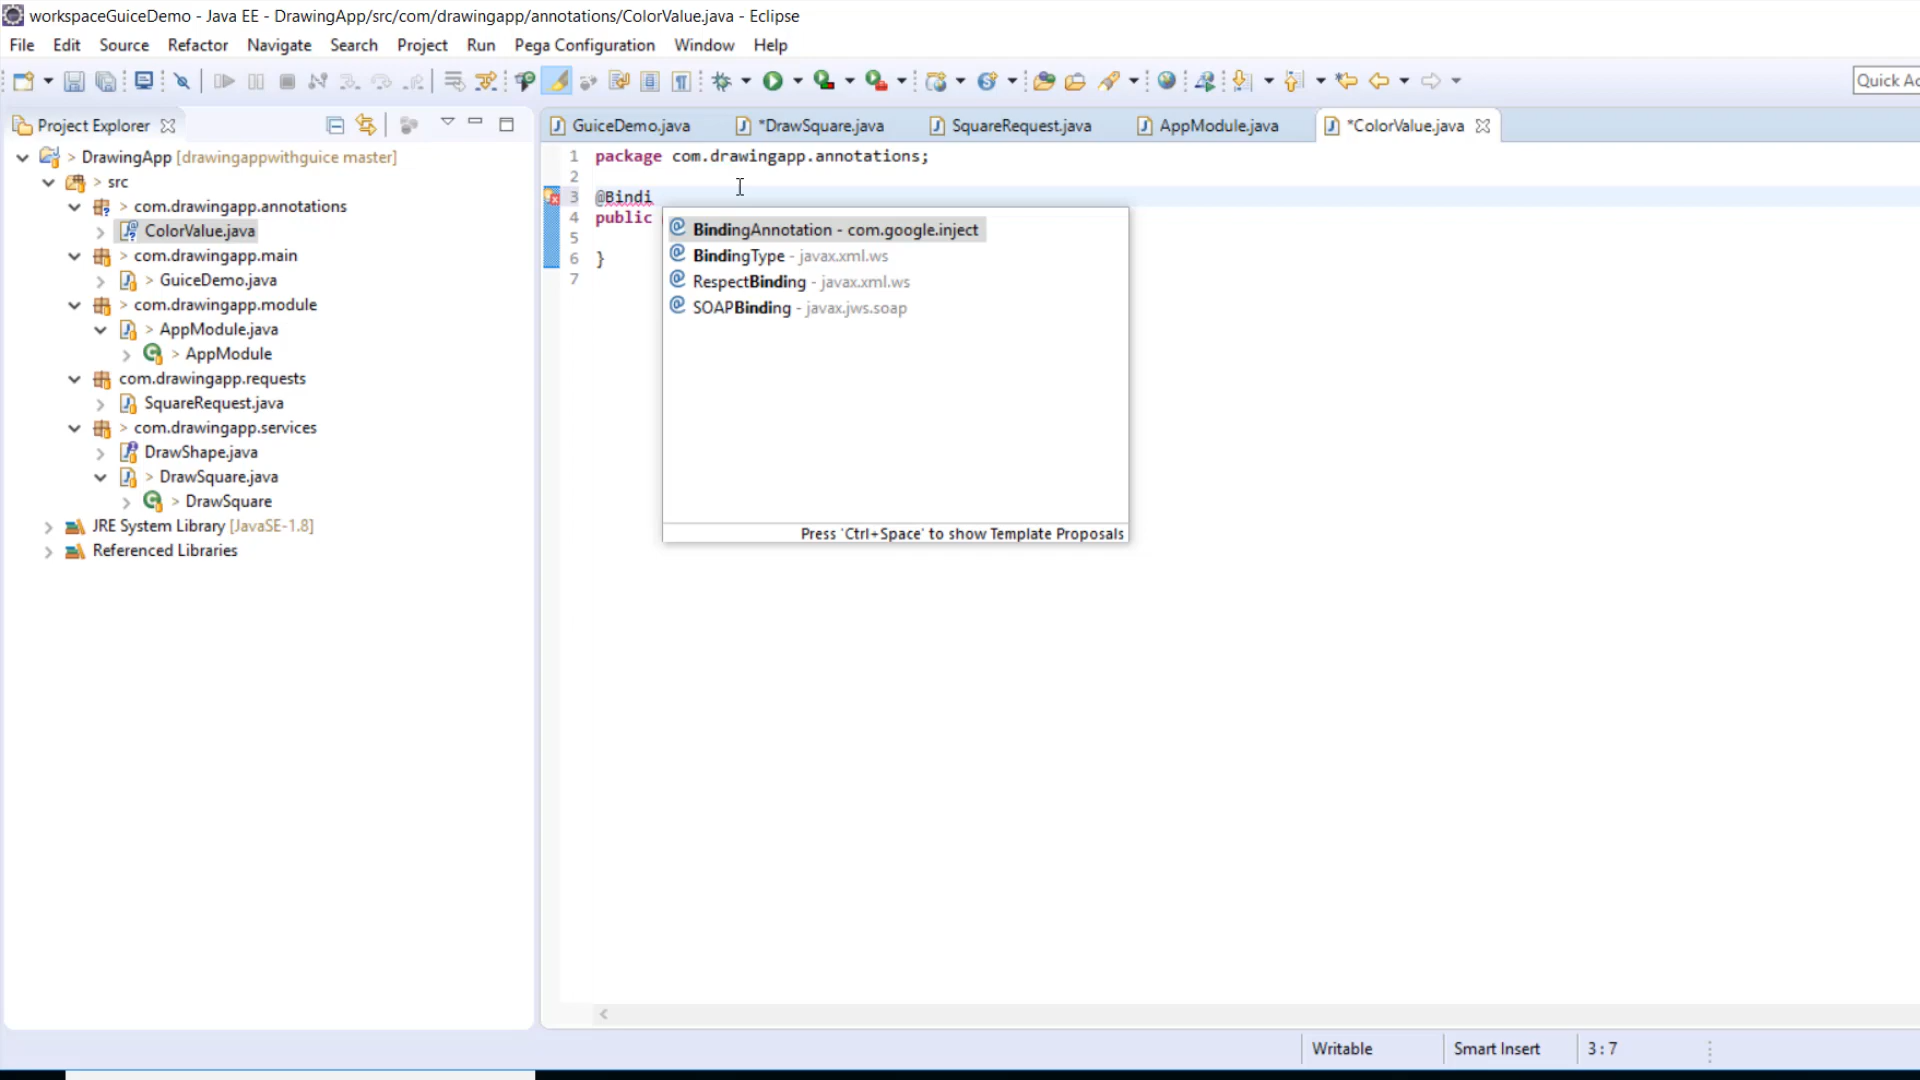 workspaceGuiceDemo - Java EE - DrawingApp/src/com/drawingapp/annotations/ColorValue.java - Eclipse
File Edit Source Refactor Navigate Search Project Run Pega Configuration Window Help
Quick Ac
Project Explorer
GuiceDemo.java *DrawSquare.java SquareRequest.java AppModule.java *ColorValue.java
> DrawingApp [drawingappwithguice master]
> src
> com.drawingapp.annotations
ColorValue.java
> com.drawingapp.main
> GuiceDemo.java
> com.drawingapp.module
> AppModule.java
> AppModule
com.drawingapp.requests
SquareRequest.java
> com.drawingapp.services
DrawShape.java
> DrawSquare.java
> DrawSquare
JRE System Library [JavaSE-1.8]
Referenced Libraries
1 package com.drawingapp.annotations;
2
3 @Bindi
4 public
5
6 }
7
BindingAnnotation - com.google.inject
BindingType - javax.xml.ws
RespectBinding - javax.xml.ws
SOAPBinding - javax.jws.soap
Press 'Ctrl+Space' to show Template Proposals
Writable Smart Insert 3 : 7